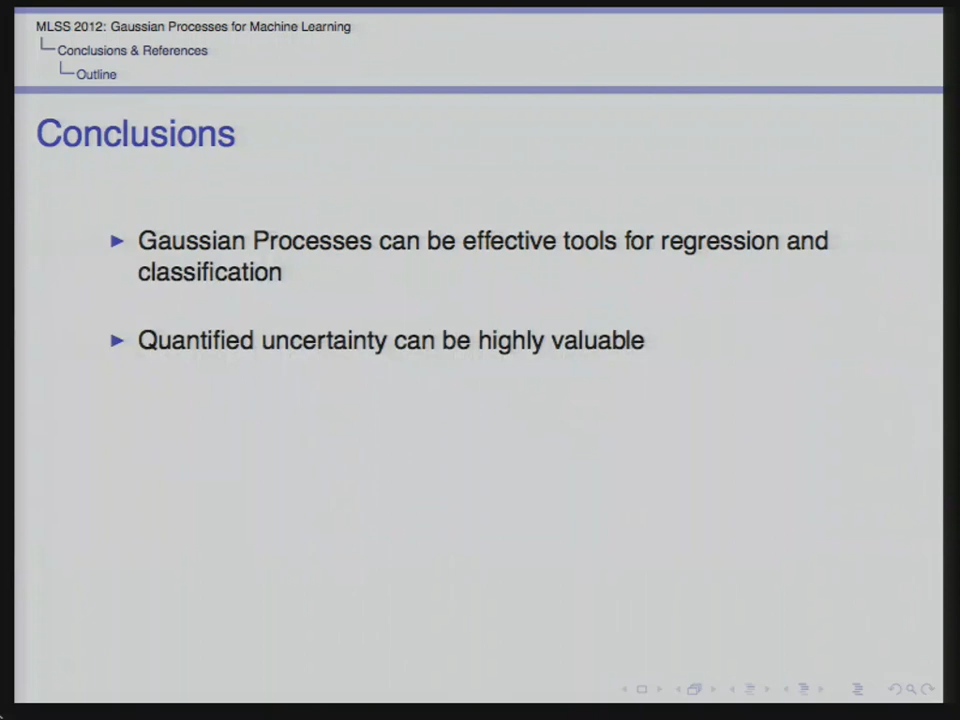 MLSS 2012: Gaussian Processes for Machine Learning
Conclusions & References
Outline
Conclusions
Gaussian Processes can be effective tools for regression and
classification
Quantified uncertainty can be highly valuable